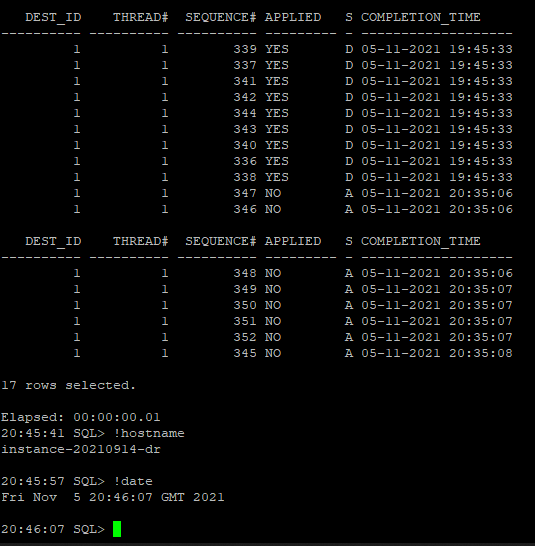 DEST_ID    THREAD#  SEQUENCE# APPLIED   S COMPLETION_TIME
---------- ---------- ---------- --------- - -------------------
         1          1        339 YES       D 05-11-2021 19:45:33
         1          1        337 YES       D 05-11-2021 19:45:33
         1          1        341 YES       D 05-11-2021 19:45:33
         1          1        342 YES       D 05-11-2021 19:45:33
         1          1        344 YES       D 05-11-2021 19:45:33
         1          1        343 YES       D 05-11-2021 19:45:33
         1          1        340 YES       D 05-11-2021 19:45:33
         1          1        336 YES       D 05-11-2021 19:45:33
         1          1        338 YES       D 05-11-2021 19:45:33
         1          1        347 NO        A 05-11-2021 20:35:06
         1          1        346 NO        A 05-11-2021 20:35:06

   DEST_ID    THREAD#  SEQUENCE# APPLIED   S COMPLETION_TIME
---------- ---------- ---------- --------- - -------------------
         1          1        348 NO        A 05-11-2021 20:35:06
         1          1        349 NO        A 05-11-2021 20:35:07
         1          1        350 NO        A 05-11-2021 20:35:07
         1          1        351 NO        A 05-11-2021 20:35:07
         1          1        352 NO        A 05-11-2021 20:35:07
         1          1        345 NO        A 05-11-2021 20:35:08

17 rows selected.

Elapsed: 00:00:00.01
20:45:41 SQL> !hostname
instance-20210914-dr

20:45:57 SQL> !date
Fri Nov  5 20:46:07 GMT 2021

20:46:07 SQL>